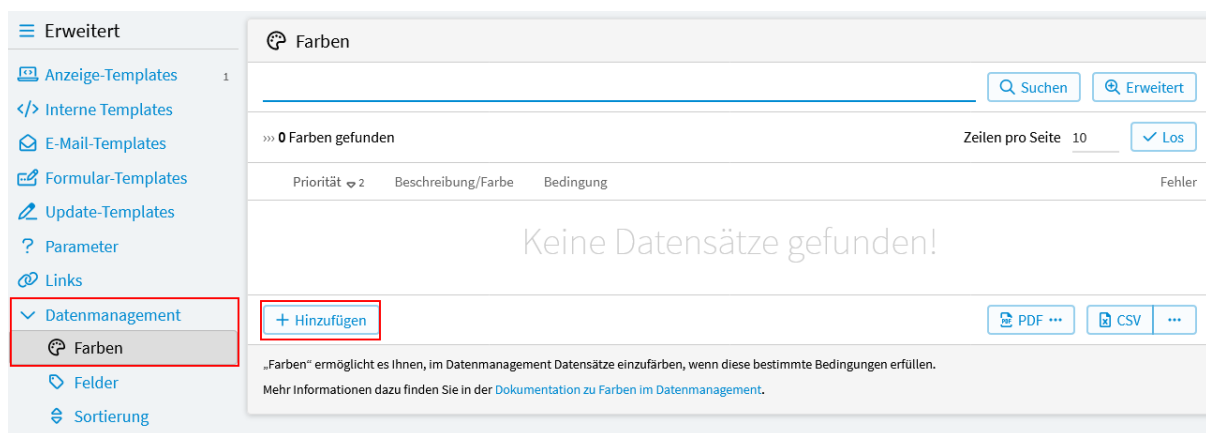 Erweitert
Anzeige-Templates 1
Interne Templates
E-Mail-Templates
Formular-Templates
Update-Templates
? Parameter
Links
Datenmanagement
Farben
Felder
Sortierung
Farben
Suchen Erweitert
››› 0 Farben gefunden Zeilen pro Seite 10 Los
Priorität 2 Beschreibung/Farbe Bedingung Fehler
Keine Datensätze gefunden!
+ Hinzufügen PDF ••• CSV •••
„Farben“ ermöglicht es Ihnen, im Datenmanagement Datensätze einzufärben, wenn diese bestimmte Bedingungen erfüllen.
Mehr Informationen dazu finden Sie in der Dokumentation zu Farben im Datenmanagement.